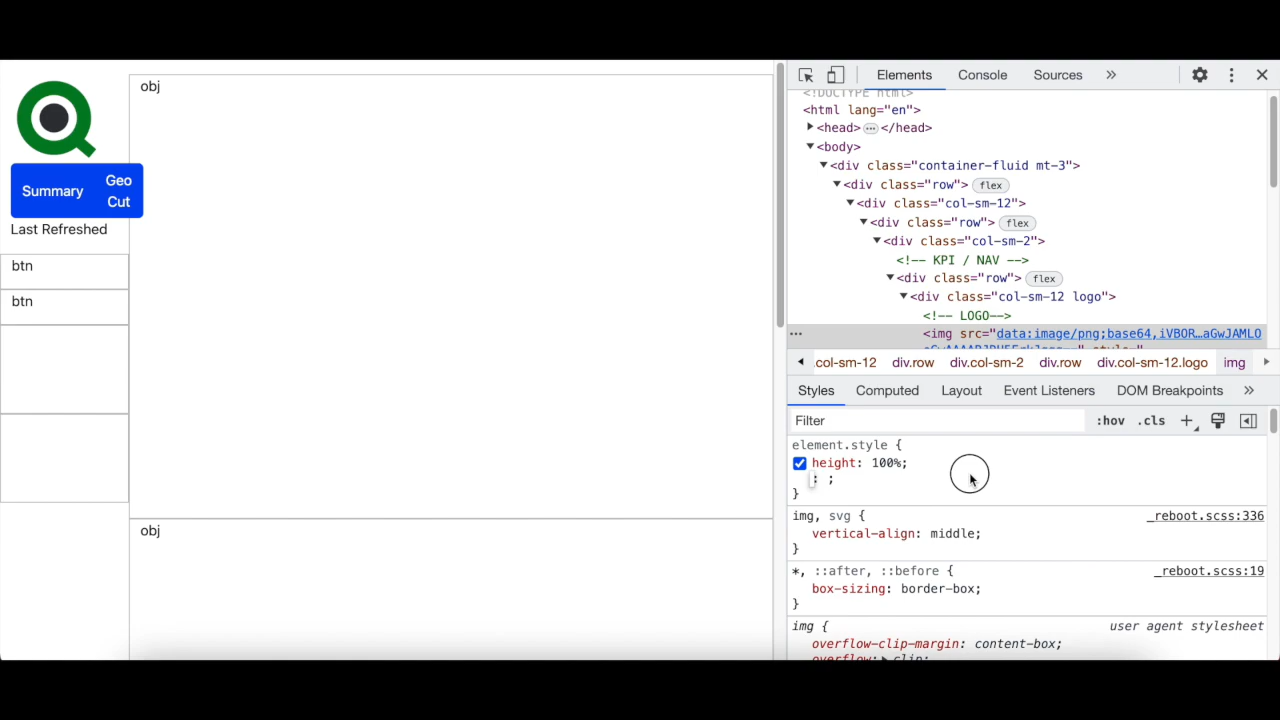 obj
Summary
Geo
Cut
Last Refreshed
btn
btn
obj
Elements
Console
Sources
<!DOCTYPE html>
<html lang="en">
<head> ⋯ </head>
<body>
<div class="container-fluid mt-3">
<div class="row"> flex
<div class="col-sm-12">
<div class="row"> flex
<div class="col-sm-2">
<!-- KPI / NAV -->
<div class="row"> flex
<div class="col-sm-12 logo">
<!-- LOGO-->
<img src="data:image/png;base64,iVBOR…aGwJAMLO
.col-sm-12 div.row div.col-sm-2 div.row div.col-sm-12.logo img
Styles Computed Layout Event Listeners DOM Breakpoints
Filter :hov .cls
element.style {
height: 100%;
: ;
}
img, svg { _reboot.scss:336
vertical-align: middle;
}
*, ::after, ::before { _reboot.scss:19
box-sizing: border-box;
}
img { user agent stylesheet
overflow-clip-margin: content-box;
overflow: clip;